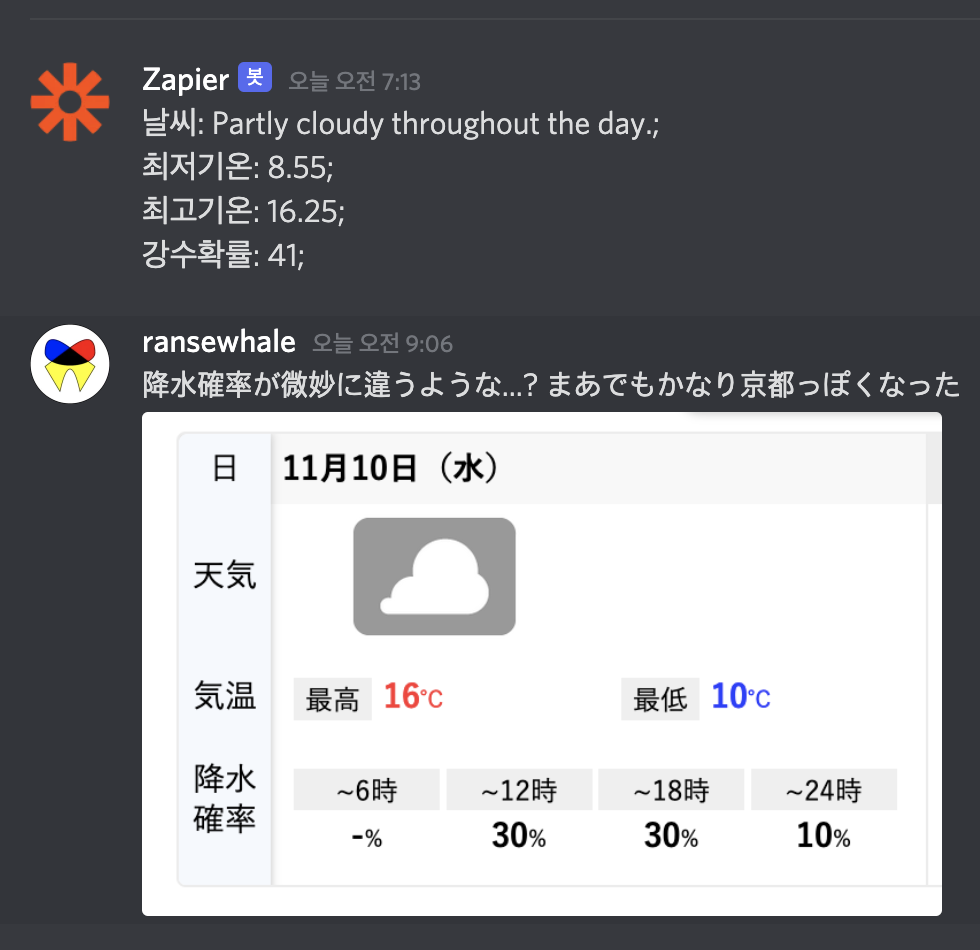 Zapier 봇 오늘 오전 7:13
날씨: Partly cloudy throughout the day.;
최저기온: 8.55;
최고기온: 16.25;
강수확률: 41;
ransewhale 오늘 오전 9:06
降水確率が微妙に違うような...? まあでもかなり京都っぽくなった
日 11月10日（水）
天気
気温 最高 16℃ 最低 10℃
降水
確率
~6時 ~12時 ~18時 ~24時
-% 30% 30% 10%